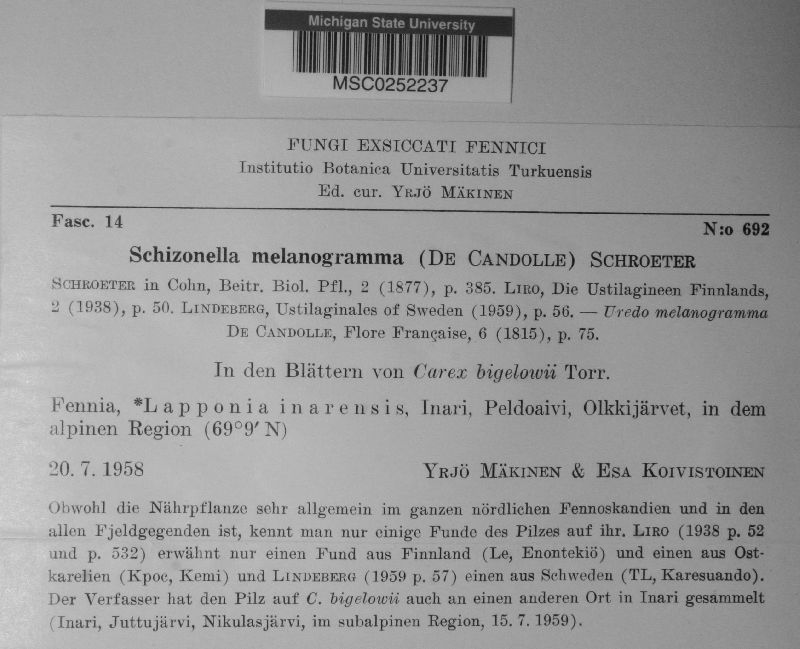 Michigan State University
MSC0252237
FUNGI EXSICCATI FENNICI
Institutio Botanica Universitatis Turkuensis
Ed. cur. YRJÖ MÄKINEN
Fasc. 14 N:o 692
Schizonella melanogramma (DE CANDOLLE) SCHROETER
SCHROETER in Cohn, Beitr. Biol. Pfl., 2 (1877), p. 385. LIRO, Die Ustilagineen Finnlands,
2 (1938), p. 50. LINDEBERG, Ustilaginales of Sweden (1959), p. 56. — Uredo melanogramma
DE CANDOLLE, Flore Française, 6 (1815), p. 75.
In den Blättern von Carex bigelowii Torr.
Fennia, *Lapponia inarensis, Inari, Peldoaivi, Olkkijärvet, in dem
alpinen Region (69°9′ N)
20. 7. 1958 YRJÖ MÄKINEN & ESA KOIVISTOINEN
Obwohl die Nährpflanze sehr allgemein im ganzen nördlichen Fennoskandien und in den
allen Fjeldgegenden ist, kennt man nur einige Funde des Pilzes auf ihr. LIRO (1938 p. 52
und p. 532) erwähnt nur einen Fund aus Finnland (Le, Enontekiö) und einen aus Ost-
karelien (Kpoc, Kemi) und LINDEBERG (1959 p. 57) einen aus Schweden (TL, Karesuando).
Der Verfasser hat den Pilz auf C. bigelowii auch an einen anderen Ort in Inari gesammelt
(Inari, Juttujärvi, Nikulasjärvi, im subalpinen Region, 15. 7. 1959).